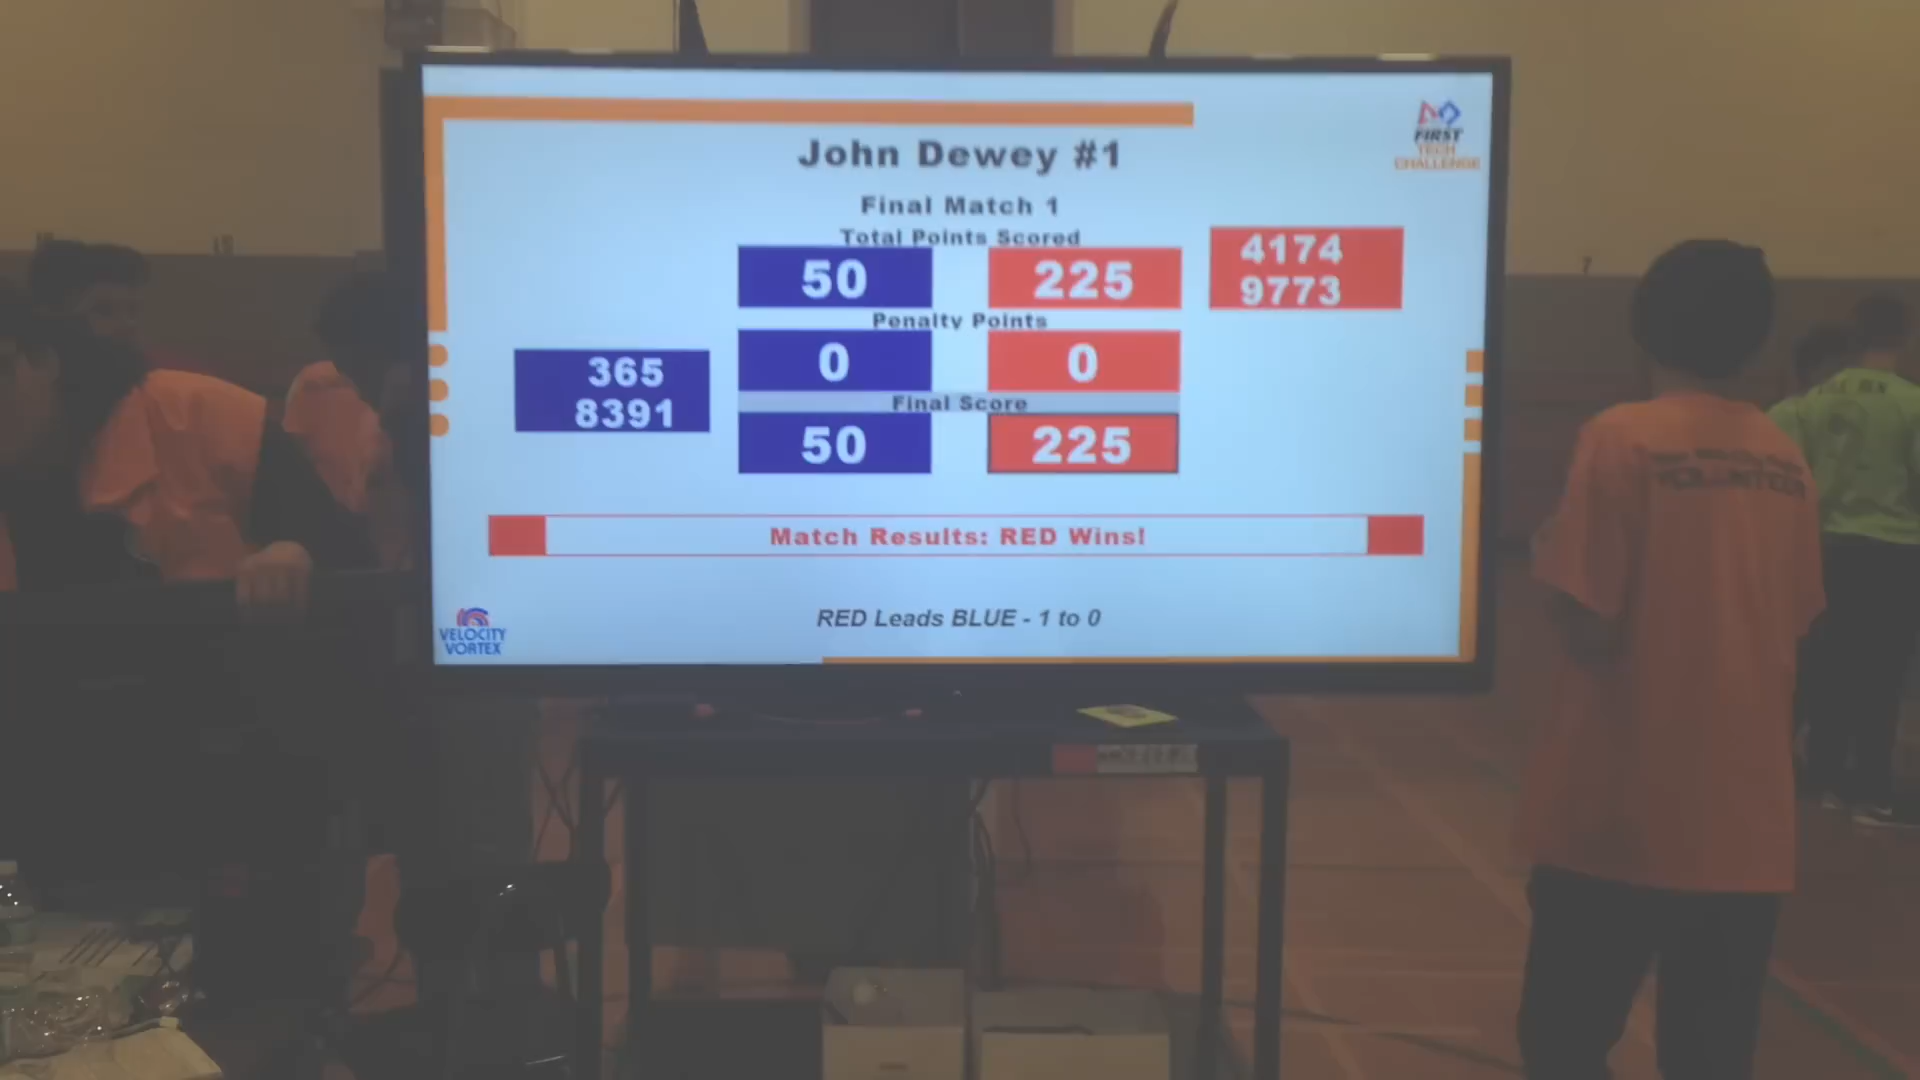 John Dewey #1
FIRST
TECH
CHALLENGE
Final Match 1
Total Points Scored
50
225
4174
9773
Penalty Points
365
8391
0
0
Final Score
50
225
Match Results: RED Wins!
RED Leads BLUE - 1 to 0
VELOCITY
VORTEX
VOLUNTEER